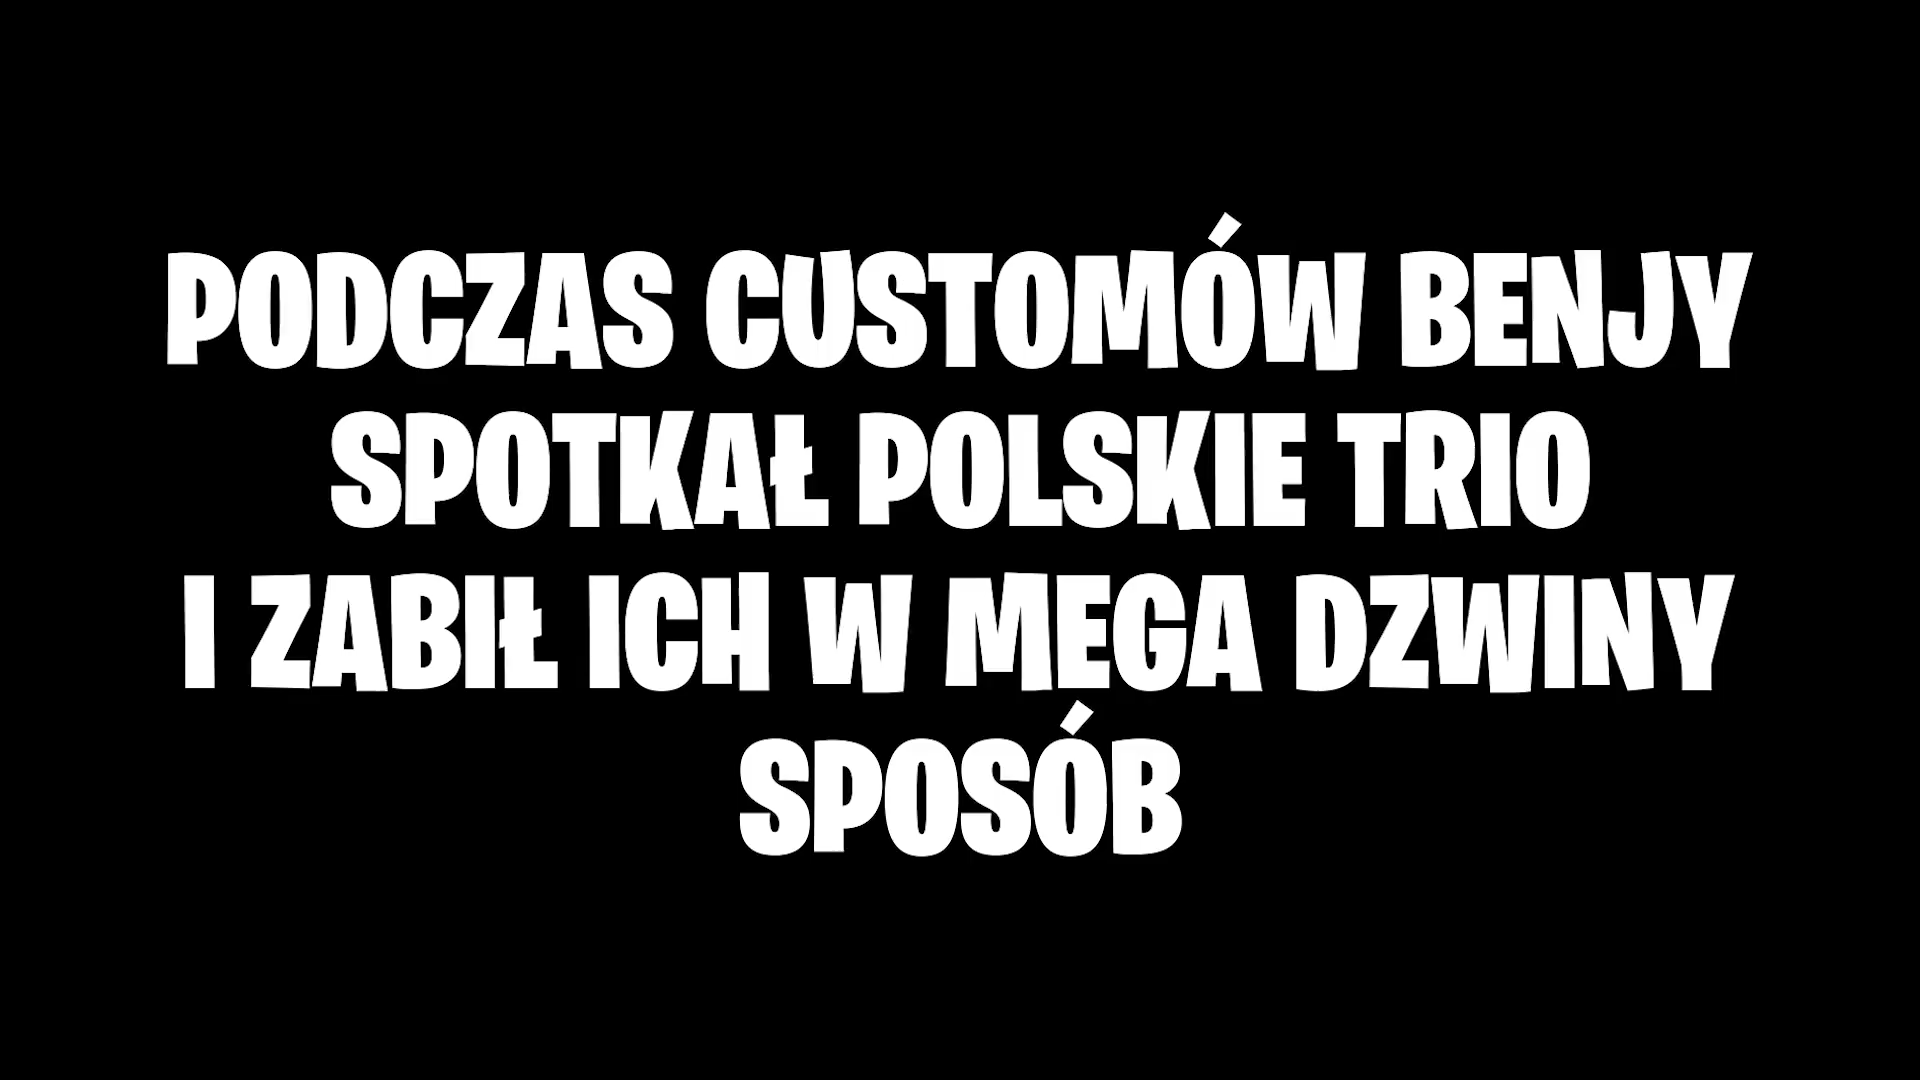 PODCZAS CUSTOMÓW BENJY
SPOTKAŁ POLSKIE TRIO
I ZABIŁ ICH W MEGA DZWINY
SPOSÓB